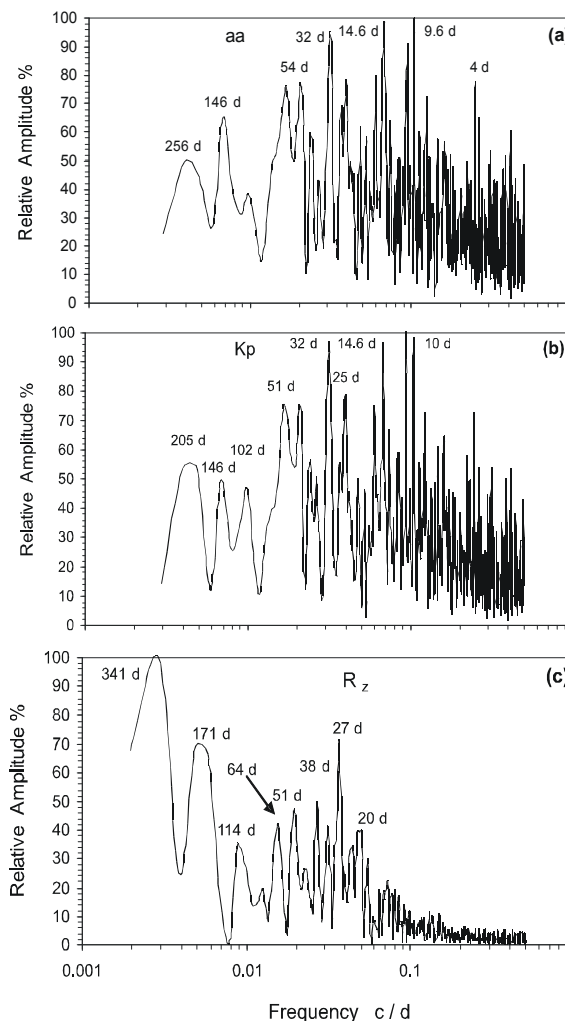 aa
(a)
Relative Amplitude %
100
90
80
70
60
50
40
30
20
10
0
256 d
146 d
54 d
32 d
14.6 d
9.6 d
4 d
Kp
(b)
Relative Amplitude%
100
90
80
70
60
50
40
30
20
10
0
205 d
146 d
102 d
51 d
32 d
25 d
14.6 d
10 d
R z
(c)
Relative Amplitude %
100
90
80
70
60
50
40
30
20
10
0
341 d
171 d
114 d
64 d
51 d
38 d
27 d
20 d
0.001
0.01
0.1
Frequency c / d